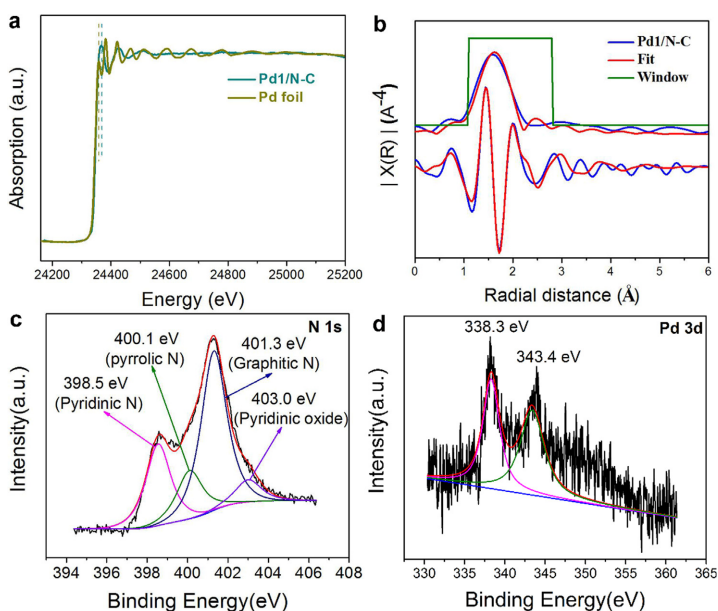 a
Absorption (a.u.)
Pd1/N-C
Pd foil
24200 24400 24600 24800 25000 25200
Energy (eV)
b
| X(R) | (A⁻⁴)
Pd1/N-C
Fit
Window
0 1 2 3 4 5 6
Radial distance (Å)
c
N 1s
Intensity(a.u.)
400.1 eV
(pyrrolic N)
398.5 eV
(Pyridinic N)
401.3 eV
(Graphitic N)
403.0 eV
(Pyridinic oxide)
394 396 398 400 402 404 406 408
Binding Energy(eV)
d
Pd 3d
Intensity(a.u.)
338.3 eV
343.4 eV
330 335 340 345 350 355 360 365
Binding Energy(eV)